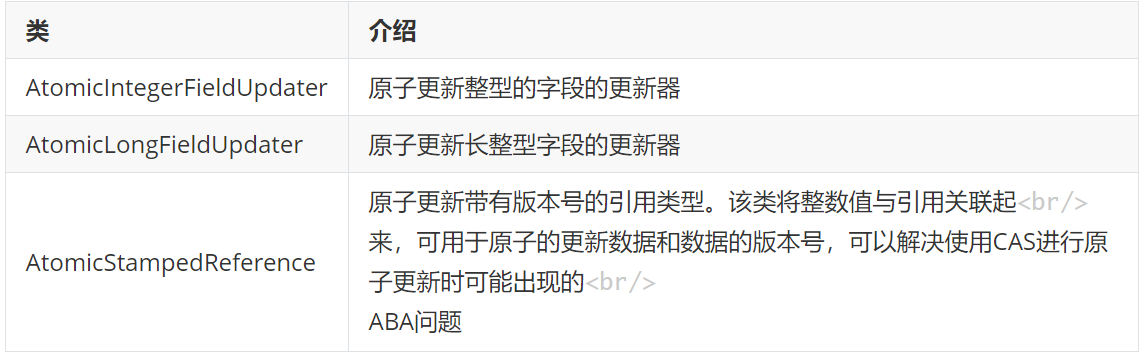 类 介绍
AtomicIntegerFieldUpdater 原子更新整型的字段的更新器
AtomicLongFieldUpdater 原子更新长整型字段的更新器
AtomicStampedReference
原子更新带有版本号的引用类型。该类将整数值与引用关联起<br/>
来，可用于原子的更新数据和数据的版本号，可以解决使用CAS进行原
子更新时可能出现的<br/>
ABA问题